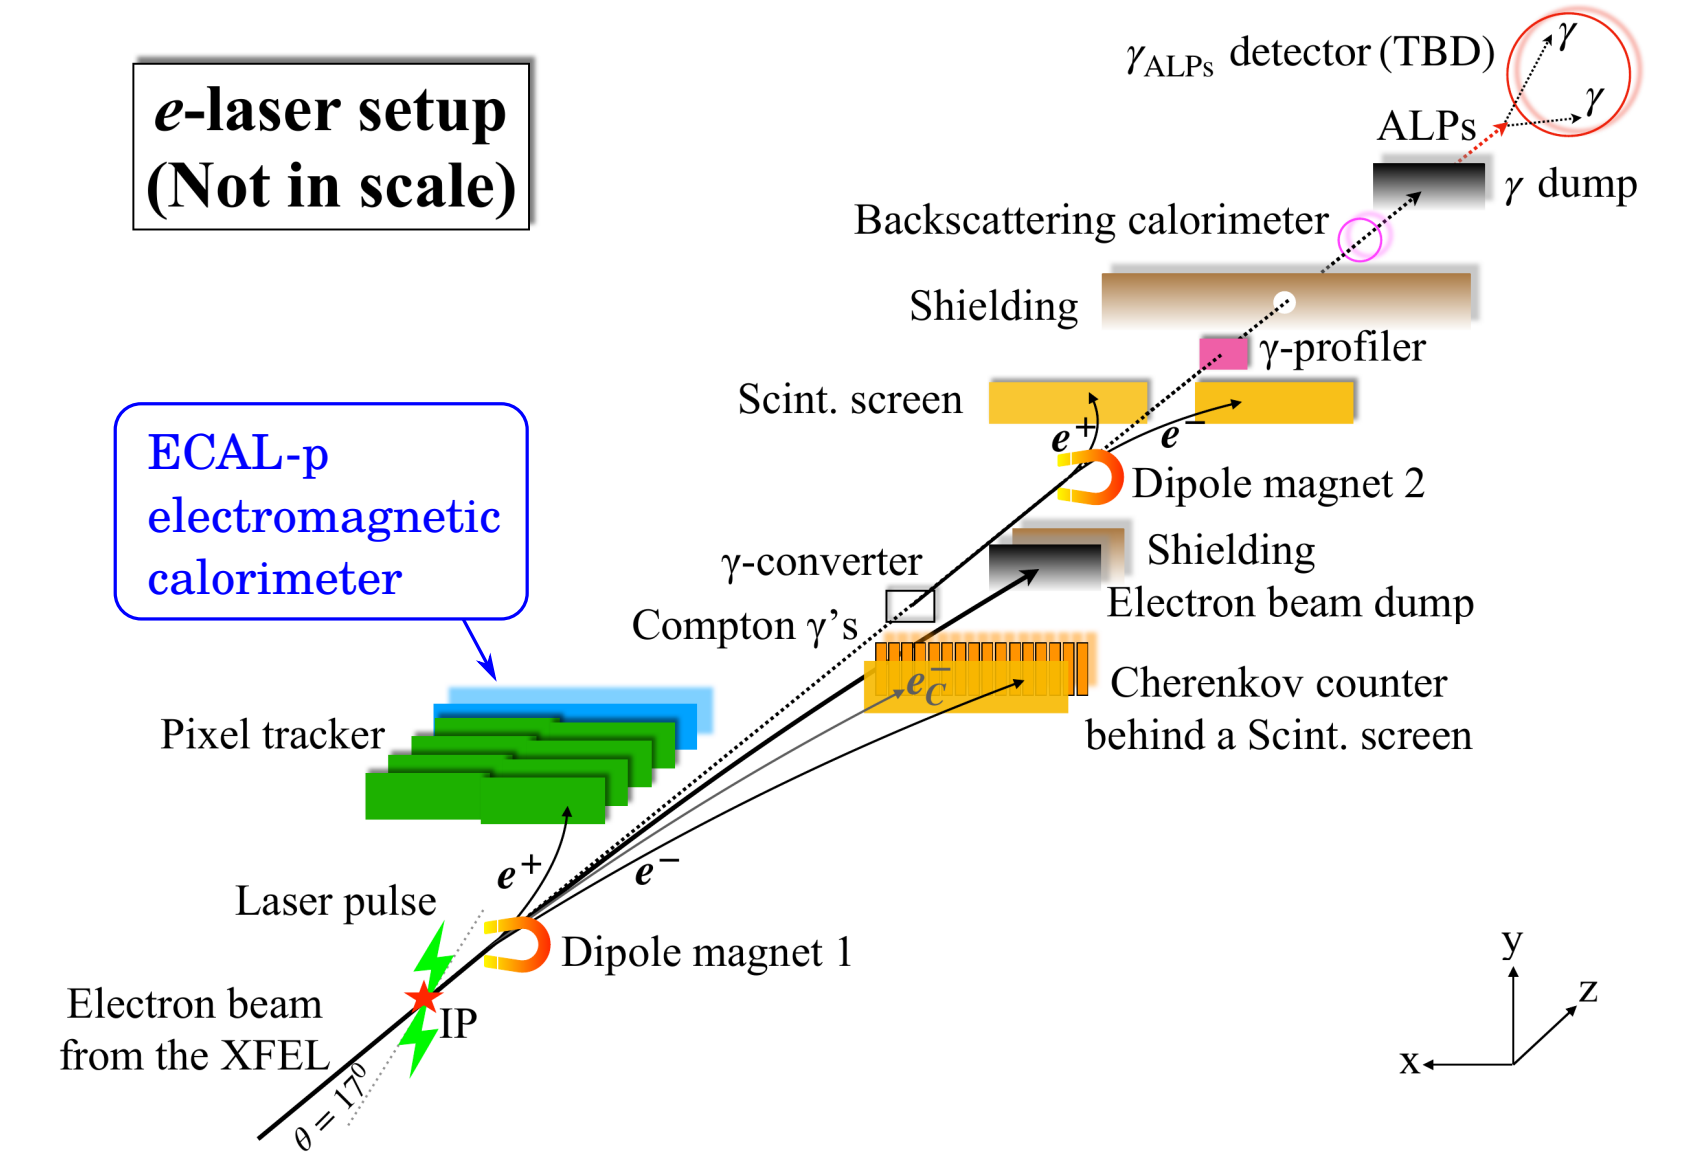 γALPs detector (TBD)
γ
γ
e-laser setup
(Not in scale)
ALPs
γ dump
Backscattering calorimeter
Shielding
γ-profiler
Scint. screen
e+
e−
ECAL-p
electromagnetic
calorimeter
Dipole magnet 2
γ-converter
Shielding
Electron beam dump
Compton γ's
e−C
Cherenkov counter
behind a Scint. screen
Pixel tracker
e+
e−
Laser pulse
Dipole magnet 1
Electron beam
from the XFEL
IP
θ = 17⁰
y
z
x